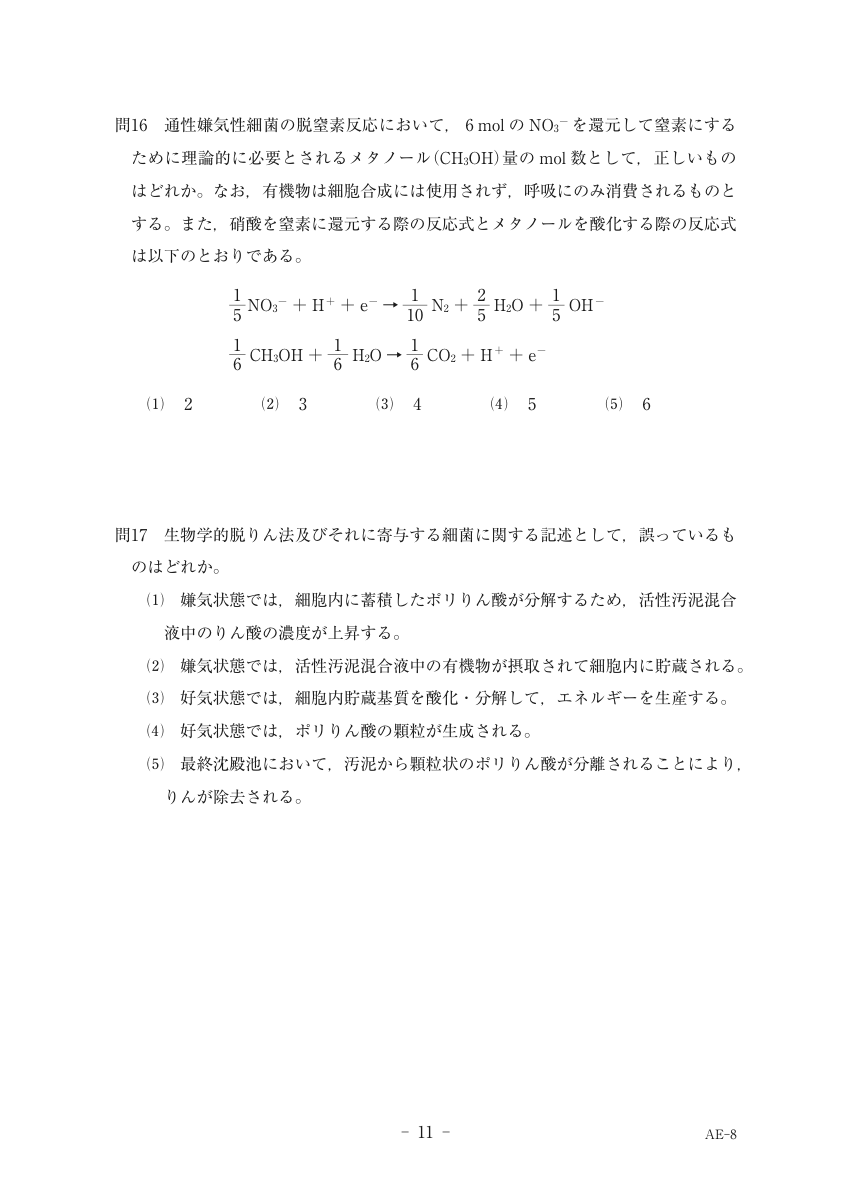 問16　通性嫌気性細菌の脱窒素反応において，6 mol の NO₃⁻ を還元して窒素にする
ために理論的に必要とされるメタノール(CH₃OH)量の mol 数として，正しいもの
はどれか。なお，有機物は細胞合成には使用されず，呼吸にのみ消費されるものと
する。また，硝酸を窒素に還元する際の反応式とメタノールを酸化する際の反応式
は以下のとおりである。
1/5 NO₃⁻ + H⁺ + e⁻ → 1/10 N₂ + 2/5 H₂O + 1/5 OH⁻
1/6 CH₃OH + 1/6 H₂O → 1/6 CO₂ + H⁺ + e⁻
(1)　2　(2)　3　(3)　4　(4)　5　(5)　6
問17　生物学的脱りん法及びそれに寄与する細菌に関する記述として，誤っているも
のはどれか。
(1)　嫌気状態では，細胞内に蓄積したポリりん酸が分解するため，活性汚泥混合
液中のりん酸の濃度が上昇する。
(2)　嫌気状態では，活性汚泥混合液中の有機物が摂取されて細胞内に貯蔵される。
(3)　好気状態では，細胞内貯蔵基質を酸化・分解して，エネルギーを生産する。
(4)　好気状態では，ポリりん酸の顆粒が生成される。
(5)　最終沈殿池において，汚泥から顆粒状のポリりん酸が分離されることにより，
りんが除去される。
- 11 -
AE-8